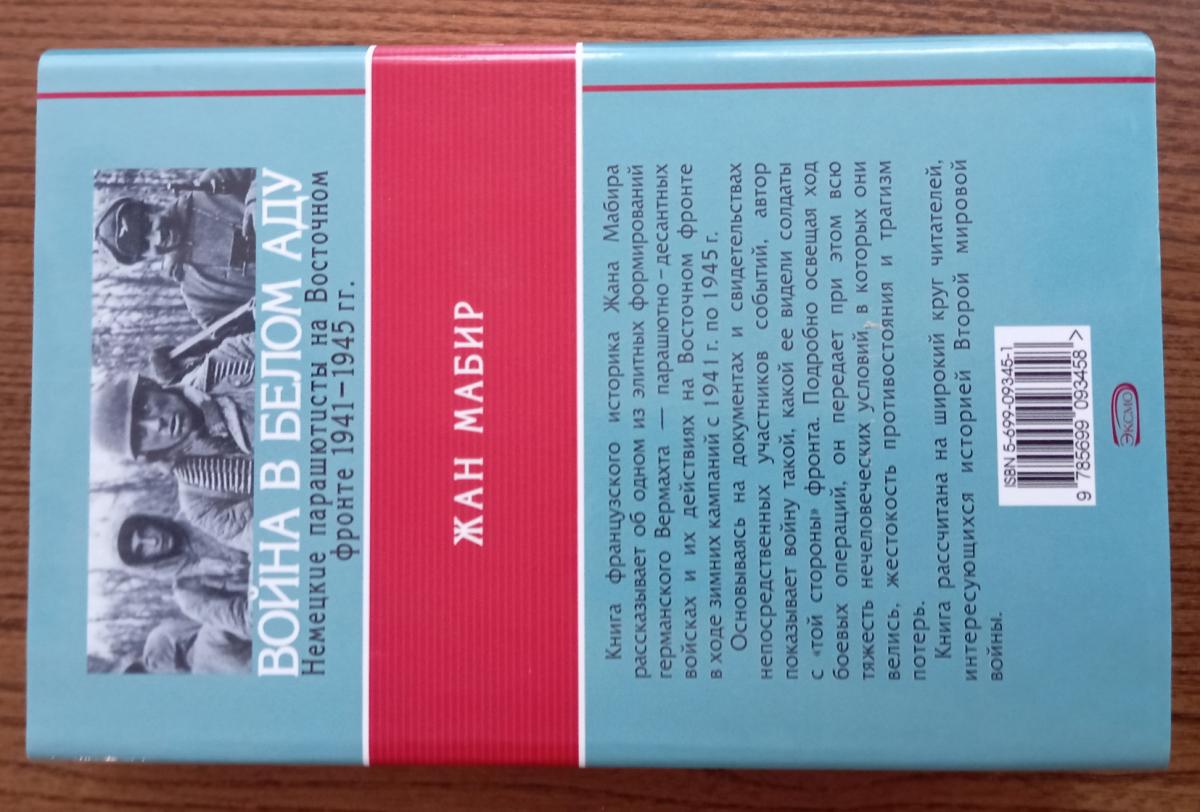 ВОЙНА В БЕЛОМ АДУ
Немецкие парашютисты на Восточном
фронте 1941–1945 гг.
ЖАН МАБИР
Книга французского историка Жана Мабира
рассказывает об одном из элитных формирований
германского Вермахта — парашютно-десантных
войсках и их действиях на Восточном фронте
в ходе зимних кампаний с 1941 г. по 1945 г.
Основываясь на документах и свидетельствах
непосредственных участников событий, автор
показывает войну такой, какой ее видели солдаты
с «той стороны» фронта. Подробно освещая ход
боевых операций, он передает при этом всю
тяжесть нечеловеческих условий, в которых они
велись, жестокость противостояния и трагизм
потерь.
Книга рассчитана на широкий круг читателей,
интересующихся историей Второй мировой
войны.
ISBN 5-699-09345-1
9 785699 093458 >
ЭКСМО